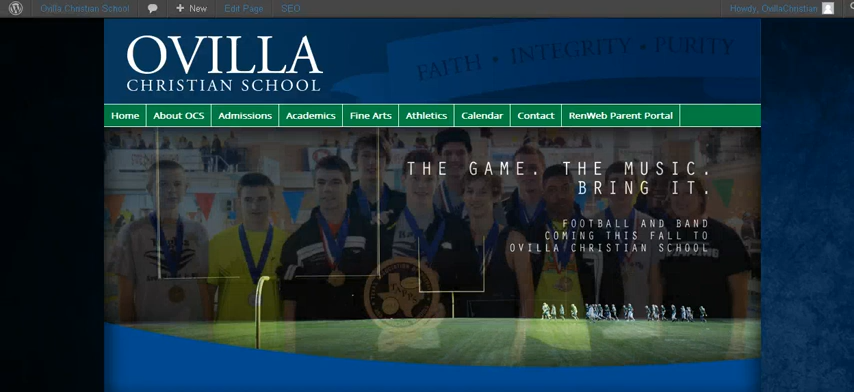 Ovilla Christian School
New
Edit Page
SEO
Howdy, OvillaChristian
OVILLA
CHRISTIAN SCHOOL
FAITH • INTEGRITY • PURITY
Home
About OCS
Admissions
Academics
Fine Arts
Athletics
Calendar
Contact
RenWeb Parent Portal
THE GAME. THE MUSIC.
BRING IT.
FOOTBALL AND BAND
COMING THIS FALL TO
OVILLA CHRISTIAN SCHOOL